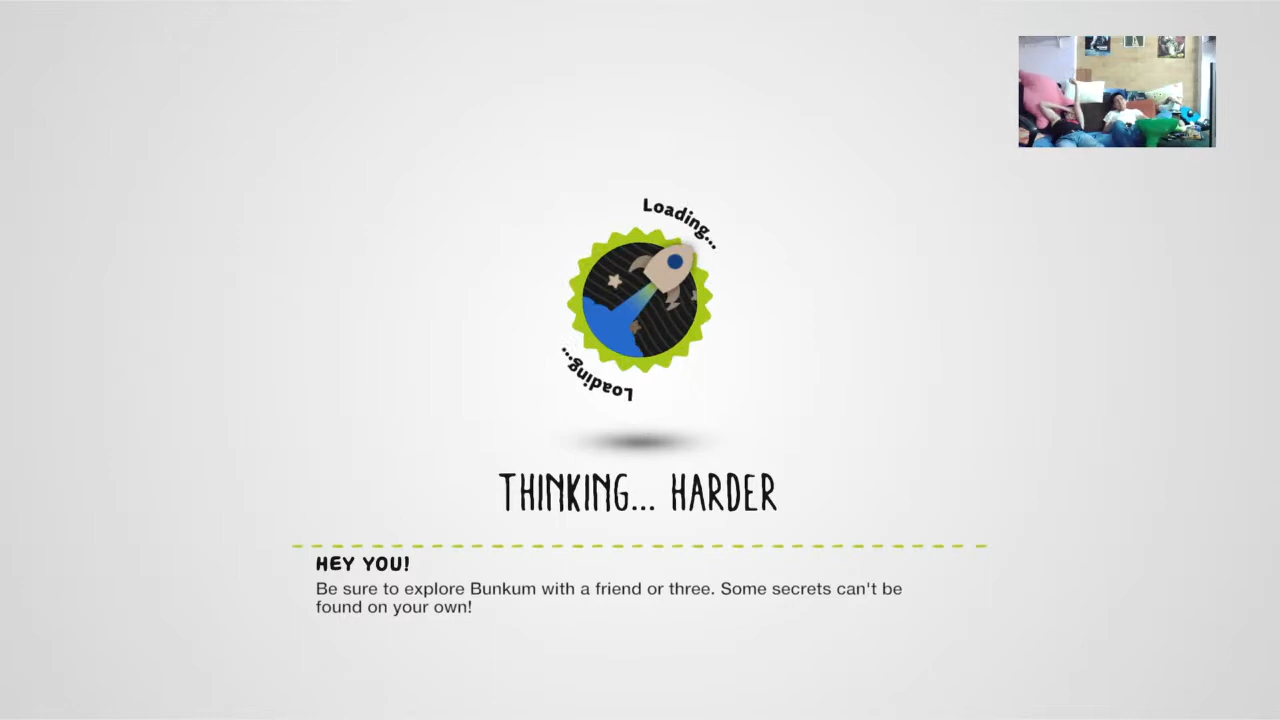 Loading...
Loading...
THINKING... HARDER
HEY YOU!
Be sure to explore Bunkum with a friend or three. Some secrets can't be
found on your own!